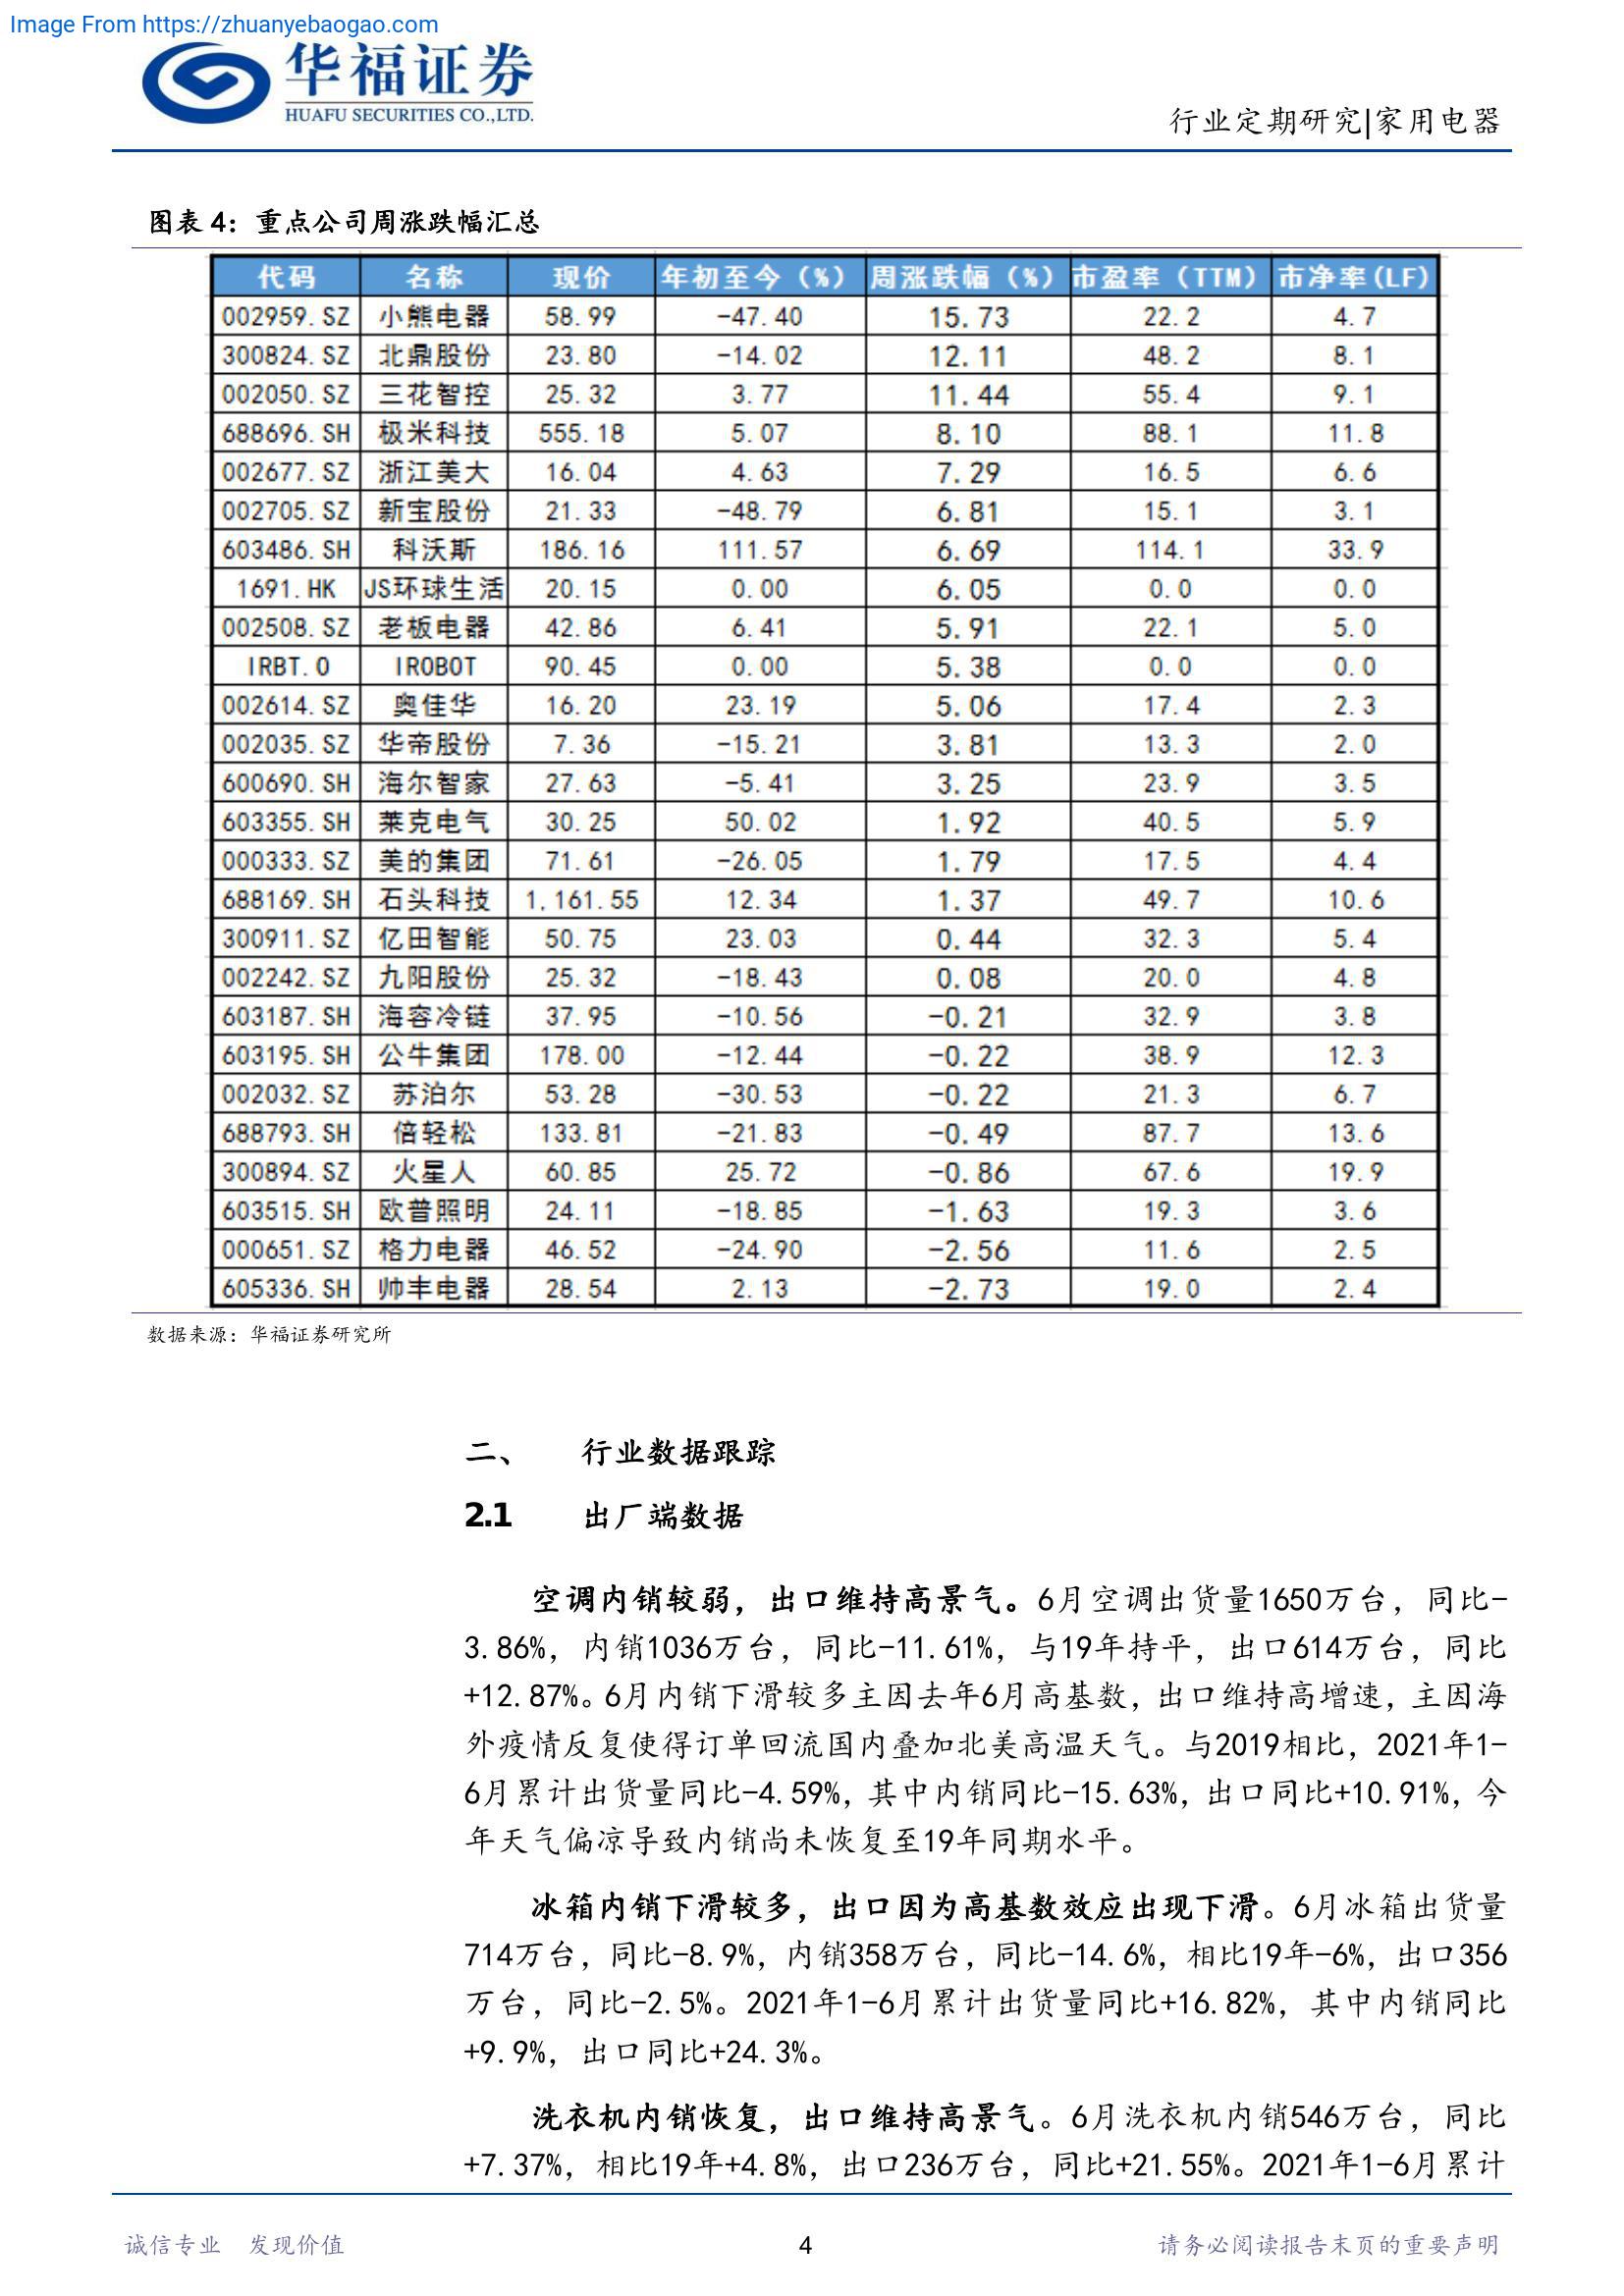 Image From https://zhuanyebaogao.com
华福证券
HUAFU SECURITIES CO.,LTD.
行业定期研究|家用电器
图表 4：重点公司周涨跌幅汇总
代码 名称 现价 年初至今（%） 周涨跌幅（%） 市盈率（TTM） 市净率(LF)
002959.SZ 小熊电器 58.99 -47.40 15.73 22.2 4.7
300824.SZ 北鼎股份 23.80 -14.02 12.11 48.2 8.1
002050.SZ 三花智控 25.32 3.77 11.44 55.4 9.1
688696.SH 极米科技 555.18 5.07 8.10 88.1 11.8
002677.SZ 浙江美大 16.04 4.63 7.29 16.5 6.6
002705.SZ 新宝股份 21.33 -48.79 6.81 15.1 3.1
603486.SH 科沃斯 186.16 111.57 6.69 114.1 33.9
1691.HK JS环球生活 20.15 0.00 6.05 0.0 0.0
002508.SZ 老板电器 42.86 6.41 5.91 22.1 5.0
IRBT.O IROBOT 90.45 0.00 5.38 0.0 0.0
002614.SZ 奥佳华 16.20 23.19 5.06 17.4 2.3
002035.SZ 华帝股份 7.36 -15.21 3.81 13.3 2.0
600690.SH 海尔智家 27.63 -5.41 3.25 23.9 3.5
603355.SH 莱克电气 30.25 50.02 1.92 40.5 5.9
000333.SZ 美的集团 71.61 -26.05 1.79 17.5 4.4
688169.SH 石头科技 1,161.55 12.34 1.37 49.7 10.6
300911.SZ 亿田智能 50.75 23.03 0.44 32.3 5.4
002242.SZ 九阳股份 25.32 -18.43 0.08 20.0 4.8
603187.SH 海容冷链 37.95 -10.56 -0.21 32.9 3.8
603195.SH 公牛集团 178.00 -12.44 -0.22 38.9 12.3
002032.SZ 苏泊尔 53.28 -30.53 -0.22 21.3 6.7
688793.SH 倍轻松 133.81 -21.83 -0.49 87.7 13.6
300894.SZ 火星人 60.85 25.72 -0.86 67.6 19.9
603515.SH 欧普照明 24.11 -18.85 -1.63 19.3 3.6
000651.SZ 格力电器 46.52 -24.90 -2.56 11.6 2.5
605336.SH 帅丰电器 28.54 2.13 -2.73 19.0 2.4
数据来源：华福证券研究所
二、 行业数据跟踪
2.1 出厂端数据
空调内销较弱，出口维持高景气。6月空调出货量1650万台，同比-
3.86%，内销1036万台，同比-11.61%，与19年持平，出口614万台，同比
+12.87%。6月内销下滑较多主因去年6月高基数，出口维持高增速，主因海
外疫情反复使得订单回流国内叠加北美高温天气。与2019相比，2021年1-
6月累计出货量同比-4.59%，其中内销同比-15.63%，出口同比+10.91%，今
年天气偏凉导致内销尚未恢复至19年同期水平。
冰箱内销下滑较多，出口因为高基数效应出现下滑。6月冰箱出货量
714万台，同比-8.9%，内销358万台，同比-14.6%，相比19年-6%，出口356
万台，同比-2.5%。2021年1-6月累计出货量同比+16.82%，其中内销同比
+9.9%，出口同比+24.3%。
洗衣机内销恢复，出口维持高景气。6月洗衣机内销546万台，同比
+7.37%，相比19年+4.8%，出口236万台，同比+21.55%。2021年1-6月累计
诚信专业 发现价值 4 请务必阅读报告末页的重要声明